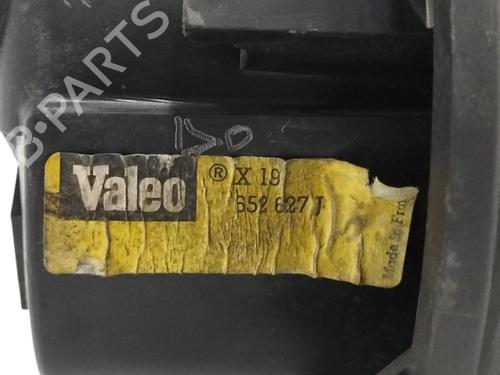 B-PARTS
Valeo
® X 19
652 627 J
Made In Fra